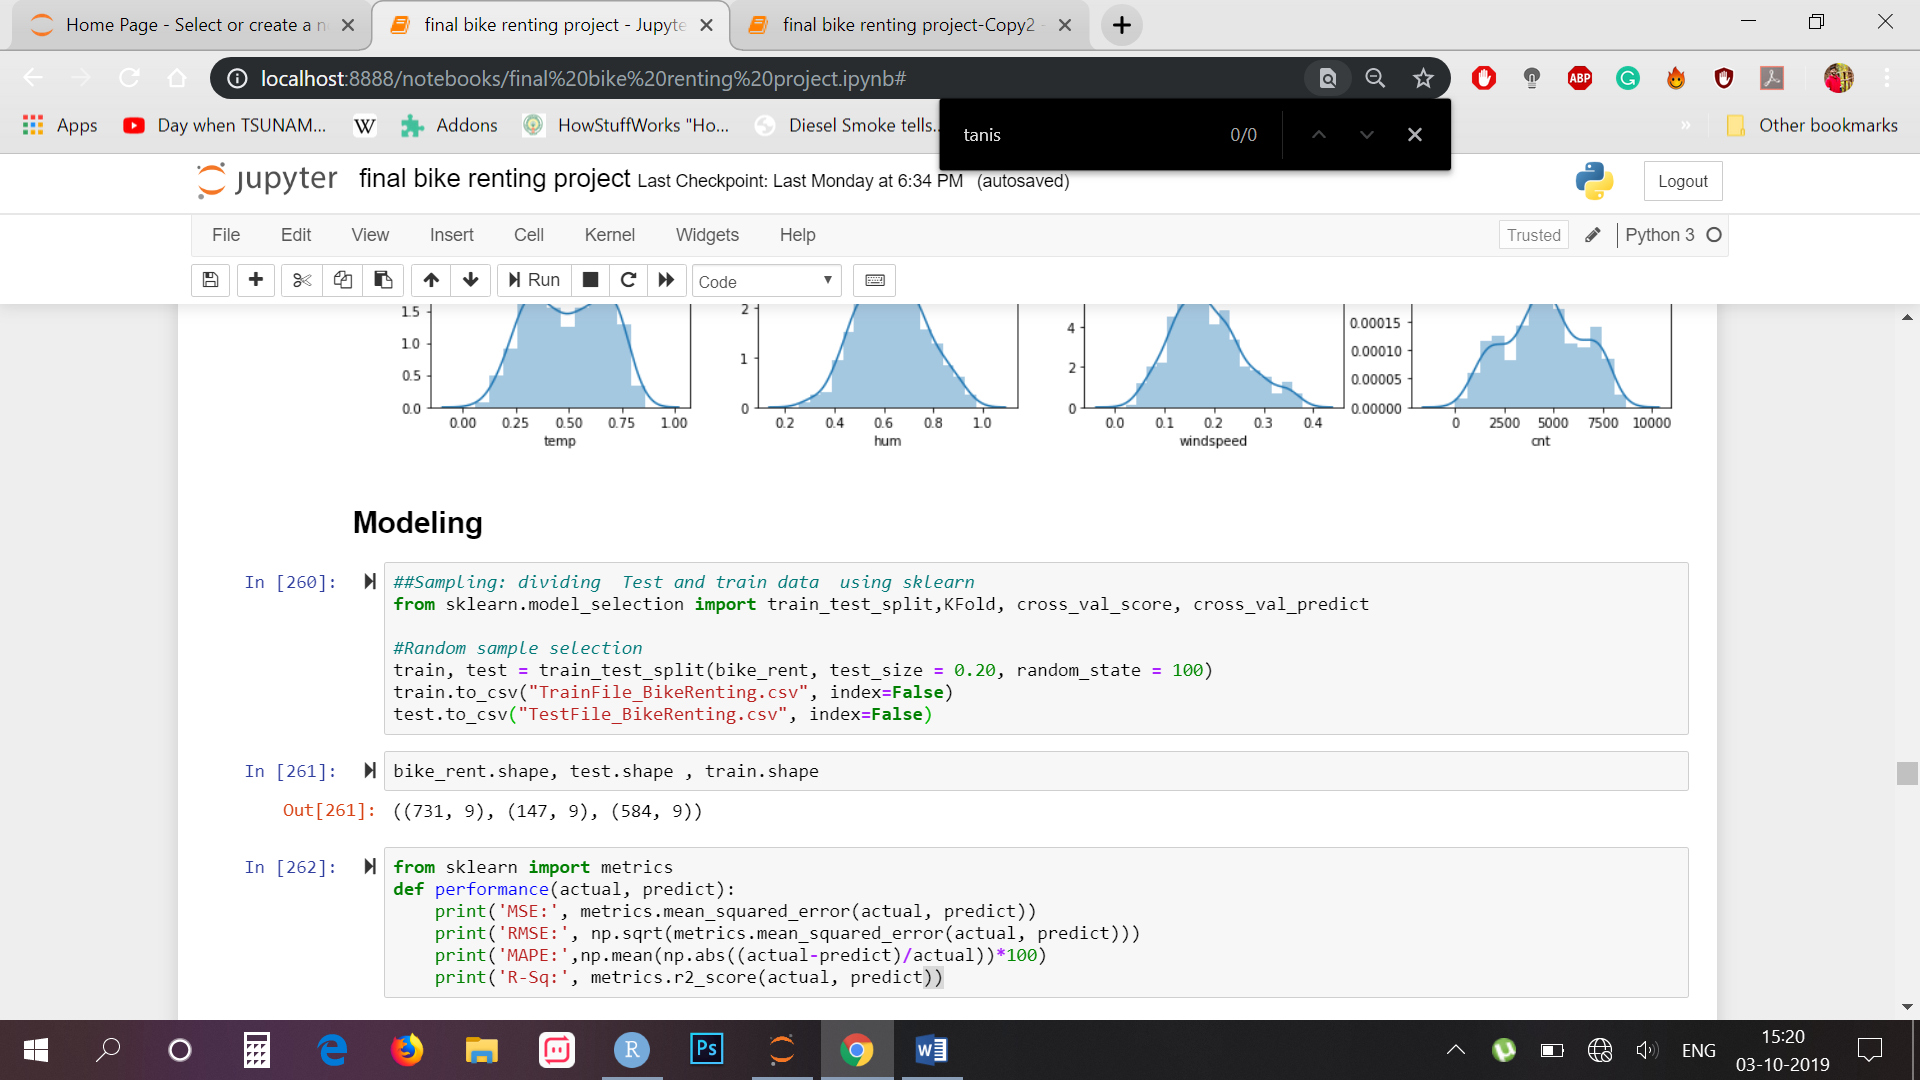 Home Page - Select or create a n
final bike renting project - Jupyte
final bike renting project-Copy2 -
localhost:8888/notebooks/final%20bike%20renting%20project.ipynb#
ABP
Apps
Day when TSUNAM...
W
Addons
HowStuffWorks "Ho...
Diesel Smoke tells...
»
Other bookmarks
tanis
0/0
jupyter
final bike renting project Last Checkpoint: Last Monday at 6:34 PM (autosaved)
Logout
File Edit View Insert Cell Kernel Widgets Help
Trusted
Python 3
Run
Code
1.5
1.0
0.5
0.0
0.00 0.25 0.50 0.75 1.00
temp
2
1
0
0.2 0.4 0.6 0.8 1.0
hum
4
2
0
0.0 0.1 0.2 0.3 0.4
windspeed
0.00015
0.00010
0.00005
0.00000
0 2500 5000 7500 10000
cnt
Modeling
In [260]:
##Sampling: dividing  Test and train data  using sklearn
from sklearn.model_selection import train_test_split,KFold, cross_val_score, cross_val_predict
#Random sample selection
train, test = train_test_split(bike_rent, test_size = 0.20, random_state = 100)
train.to_csv("TrainFile_BikeRenting.csv", index=False)
test.to_csv("TestFile_BikeRenting.csv", index=False)
In [261]:
bike_rent.shape, test.shape , train.shape
Out[261]: ((731, 9), (147, 9), (584, 9))
In [262]:
from sklearn import metrics
def performance(actual, predict):
    print('MSE:', metrics.mean_squared_error(actual, predict))
    print('RMSE:', np.sqrt(metrics.mean_squared_error(actual, predict)))
    print('MAPE:',np.mean(np.abs((actual-predict)/actual))*100)
    print('R-Sq:', metrics.r2_score(actual, predict))
R
Ps
W
ENG
15:20
03-10-2019